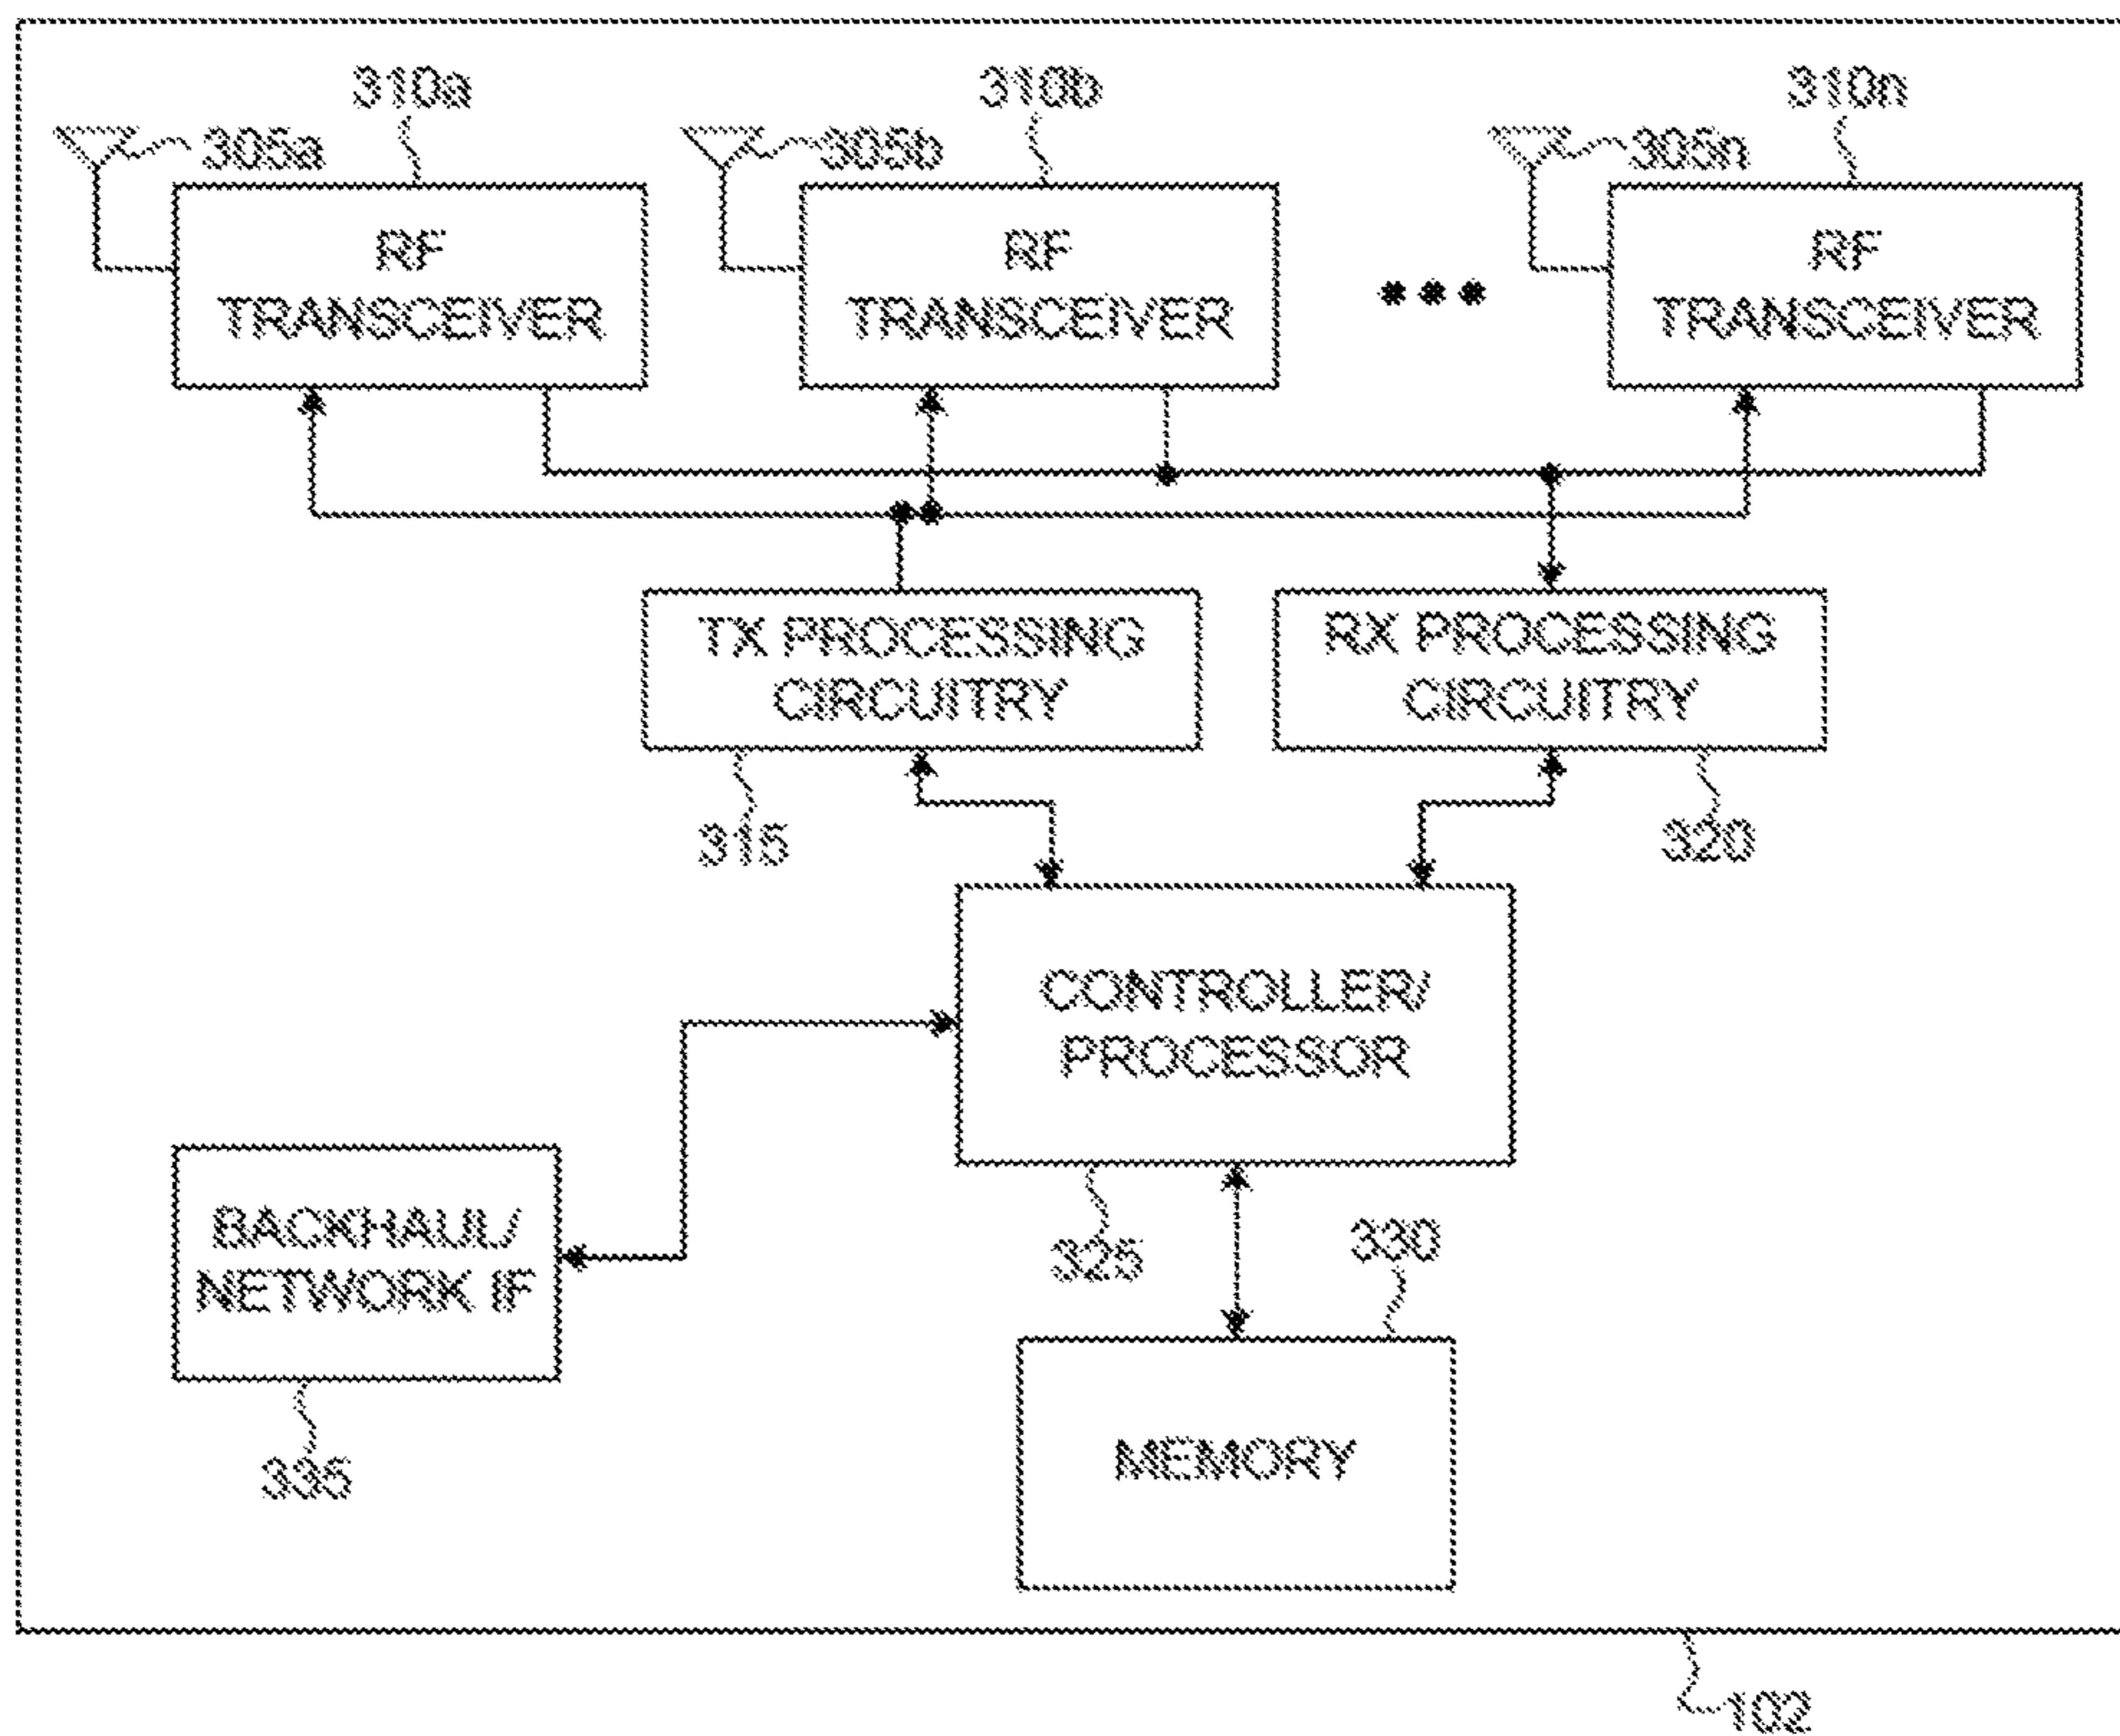 310a
310b
310n
305a
305b
305n
RF
TRANSCEIVER
RF
TRANSCEIVER
RF
TRANSCEIVER
TX PROCESSING
CIRCUITRY
RX PROCESSING
CIRCUITRY
315
320
CONTROLLER/
PROCESSOR
BACKHAUL/
NETWORK IF
325
330
335
MEMORY
102